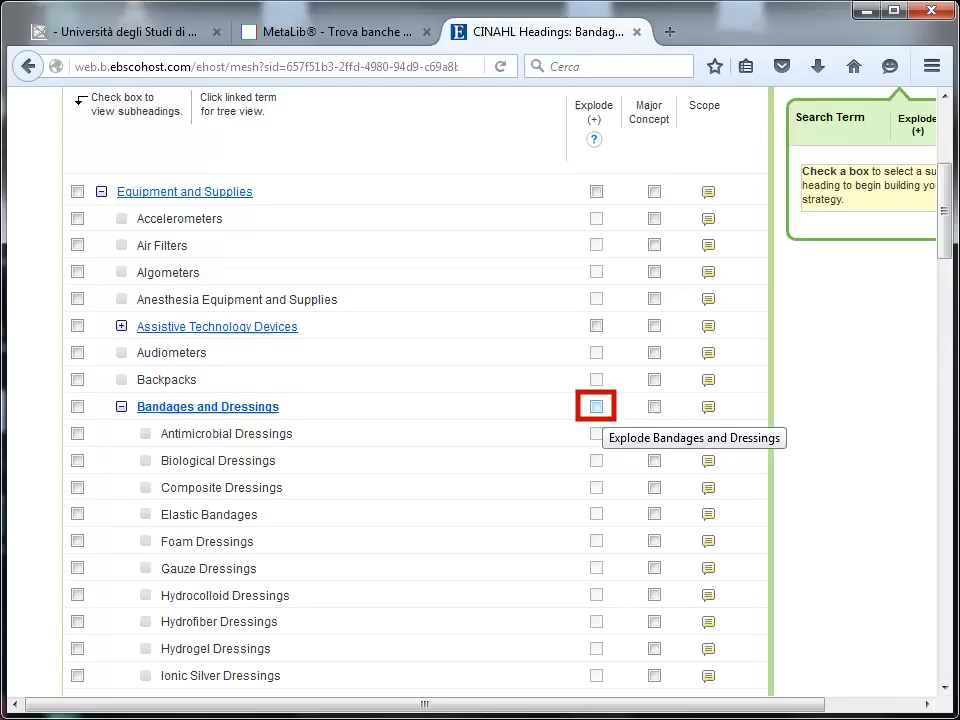 - Università degli Studi di ...
MetaLib® - Trova banche ...
CINAHL Headings: Bandag...
web.b.ebscohost.com/ehost/mesh?sid=657f51b3-2ffd-4980-94d9-c69a8b
Cerca
Check box to
view subheadings.
Click linked term
for tree view.
Explode
(+)
?
Major
Concept
Scope
Search Term
Explode
(+)
Check a box to select a su
heading to begin building yo
strategy.
Equipment and Supplies
Accelerometers
Air Filters
Algometers
Anesthesia Equipment and Supplies
Assistive Technology Devices
Audiometers
Backpacks
Bandages and Dressings
Antimicrobial Dressings
Explode Bandages and Dressings
Biological Dressings
Composite Dressings
Elastic Bandages
Foam Dressings
Gauze Dressings
Hydrocolloid Dressings
Hydrofiber Dressings
Hydrogel Dressings
Ionic Silver Dressings